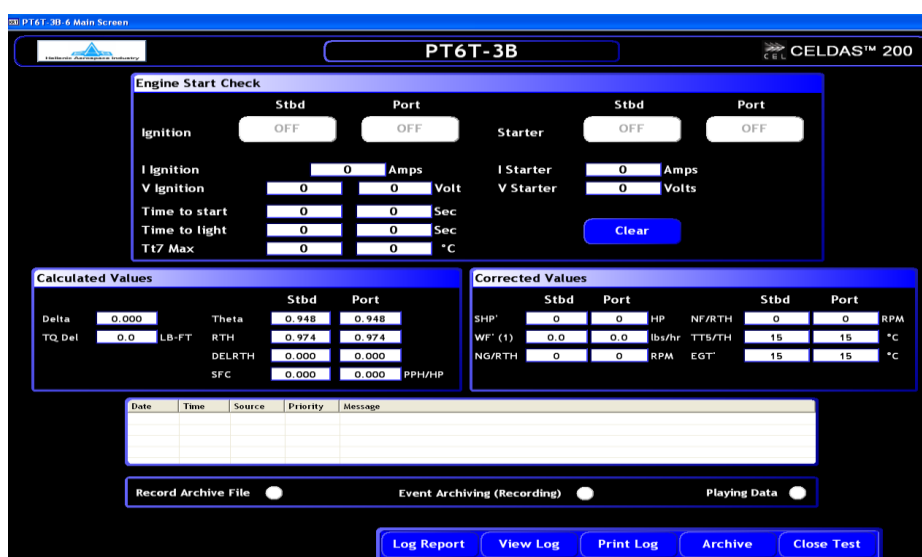 PT6T-3B-6 Main Screen
Hellenic Aerospace Industry
PT6T-3B
CEL CELDAS™ 200
Engine Start Check
Stbd Port Stbd Port
Ignition OFF OFF Starter OFF OFF
I Ignition 0 Amps I Starter 0 Amps
V Ignition 0 0 Volt V Starter 0 Volts
Time to start 0 0 Sec
Time to light 0 0 Sec Clear
Tt7 Max 0 0 °C
Calculated Values
Stbd Port
Delta 0.000 Theta 0.948 0.948
TQ Del 0.0 LB-FT RTH 0.974 0.974
DELRTH 0.000 0.000
SFC 0.000 0.000 PPH/HP
Corrected Values
Stbd Port Stbd Port
SHP' 0 0 HP NF/RTH 0 0 RPM
WF' (1) 0.0 0.0 lbs/hr TT5/TH 15 15 °C
NG/RTH 0 0 RPM EGT' 15 15 °C
Date Time Source Priority Message
Record Archive File Event Archiving (Recording) Playing Data
Log Report View Log Print Log Archive Close Test